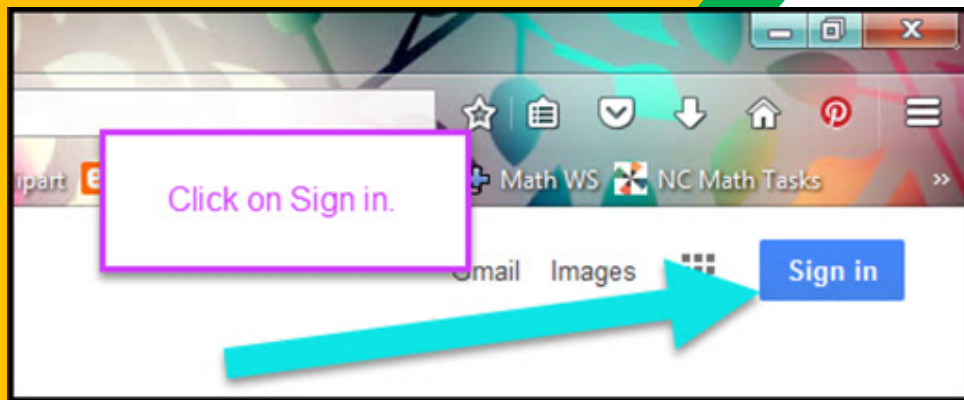 ipart Math WS NC Math Tasks »
Click on Sign in.
Gmail Images Sign in